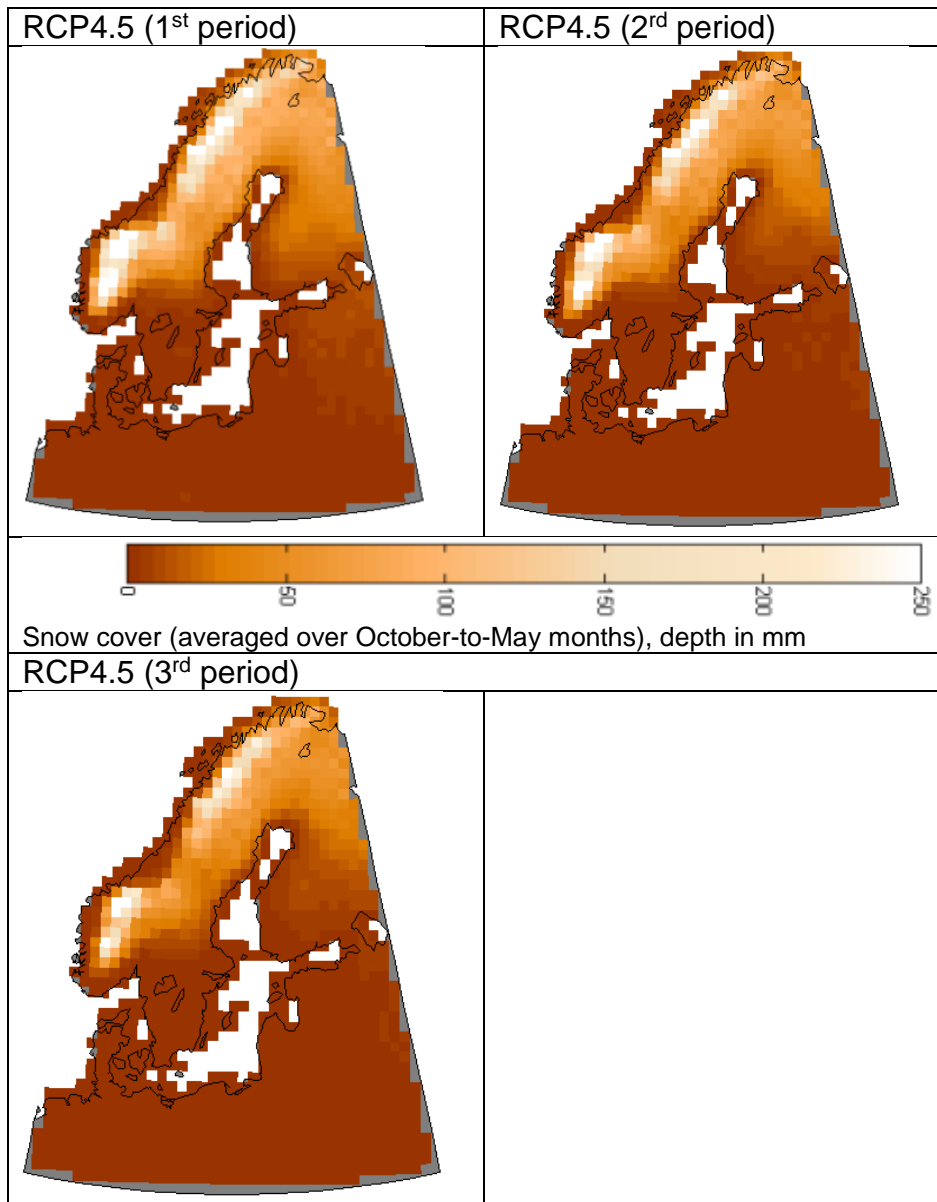 RCP4.5 (1st period)
RCP4.5 (2rd period)
0 50 100 150 200 250
Snow cover (averaged over October-to-May months), depth in mm
RCP4.5 (3rd period)